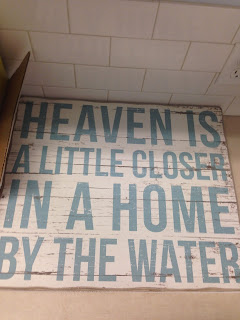 HEAVEN IS
A LITTLE CLOSER
IN A HOME
BY THE WATER